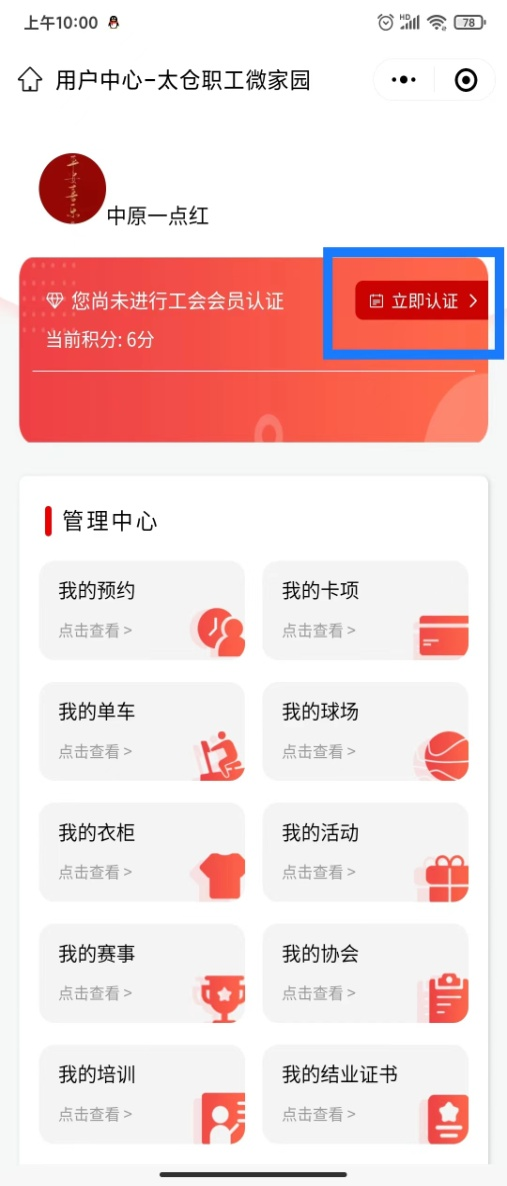 上午10:00
HD
78
用户中心-太仓职工微家园
平安喜乐
中原一点红
您尚未进行工会会员认证
立即认证 >
当前积分: 6分
管理中心
我的预约
点击查看 >
我的卡项
点击查看 >
我的单车
点击查看 >
我的球场
点击查看 >
我的衣柜
点击查看 >
我的活动
点击查看 >
我的赛事
点击查看 >
我的协会
点击查看 >
我的培训
点击查看 >
我的结业证书
点击查看 >